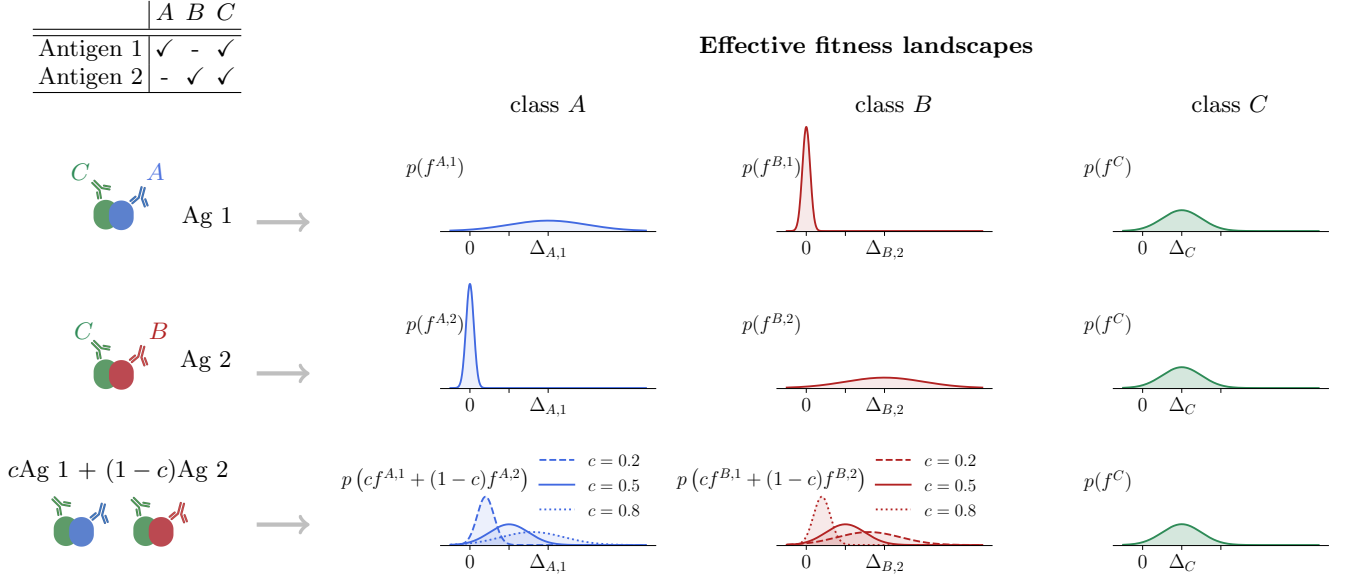 A B C
Antigen 1 ✓ - ✓
Antigen 2 - ✓ ✓
Effective fitness landscapes
class A
class B
class C
C A
Ag 1
p(f^{A,1})
0 Δ_{A,1}
p(f^{B,1})
0 Δ_{B,2}
p(f^C)
0 Δ_C
C B
Ag 2
p(f^{A,2})
0 Δ_{A,1}
p(f^{B,2})
0 Δ_{B,2}
p(f^C)
0 Δ_C
cAg 1 + (1 − c)Ag 2
p (cf^{A,1} + (1 − c)f^{A,2})
c = 0.2
c = 0.5
c = 0.8
0 Δ_{A,1}
p (cf^{B,1} + (1 − c)f^{B,2})
c = 0.2
c = 0.5
c = 0.8
0 Δ_{B,2}
p(f^C)
0 Δ_C